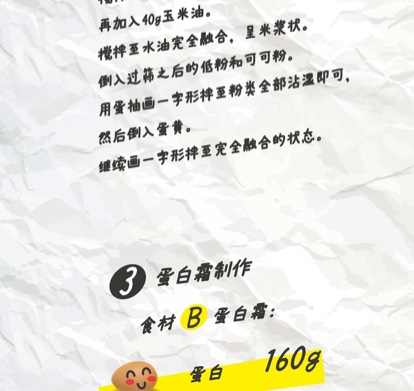 再加入40g玉米油。
搅拌至水油完全融合，呈米浆状。
倒入过筛之后的低粉和可可粉。
用蛋抽画一字形拌至粉类全部沾湿即可，
然后倒入蛋黄。
继续画一字形拌至完全融合的状态。
3 蛋白霜制作
食材 B 蛋白霜：
蛋白 160g